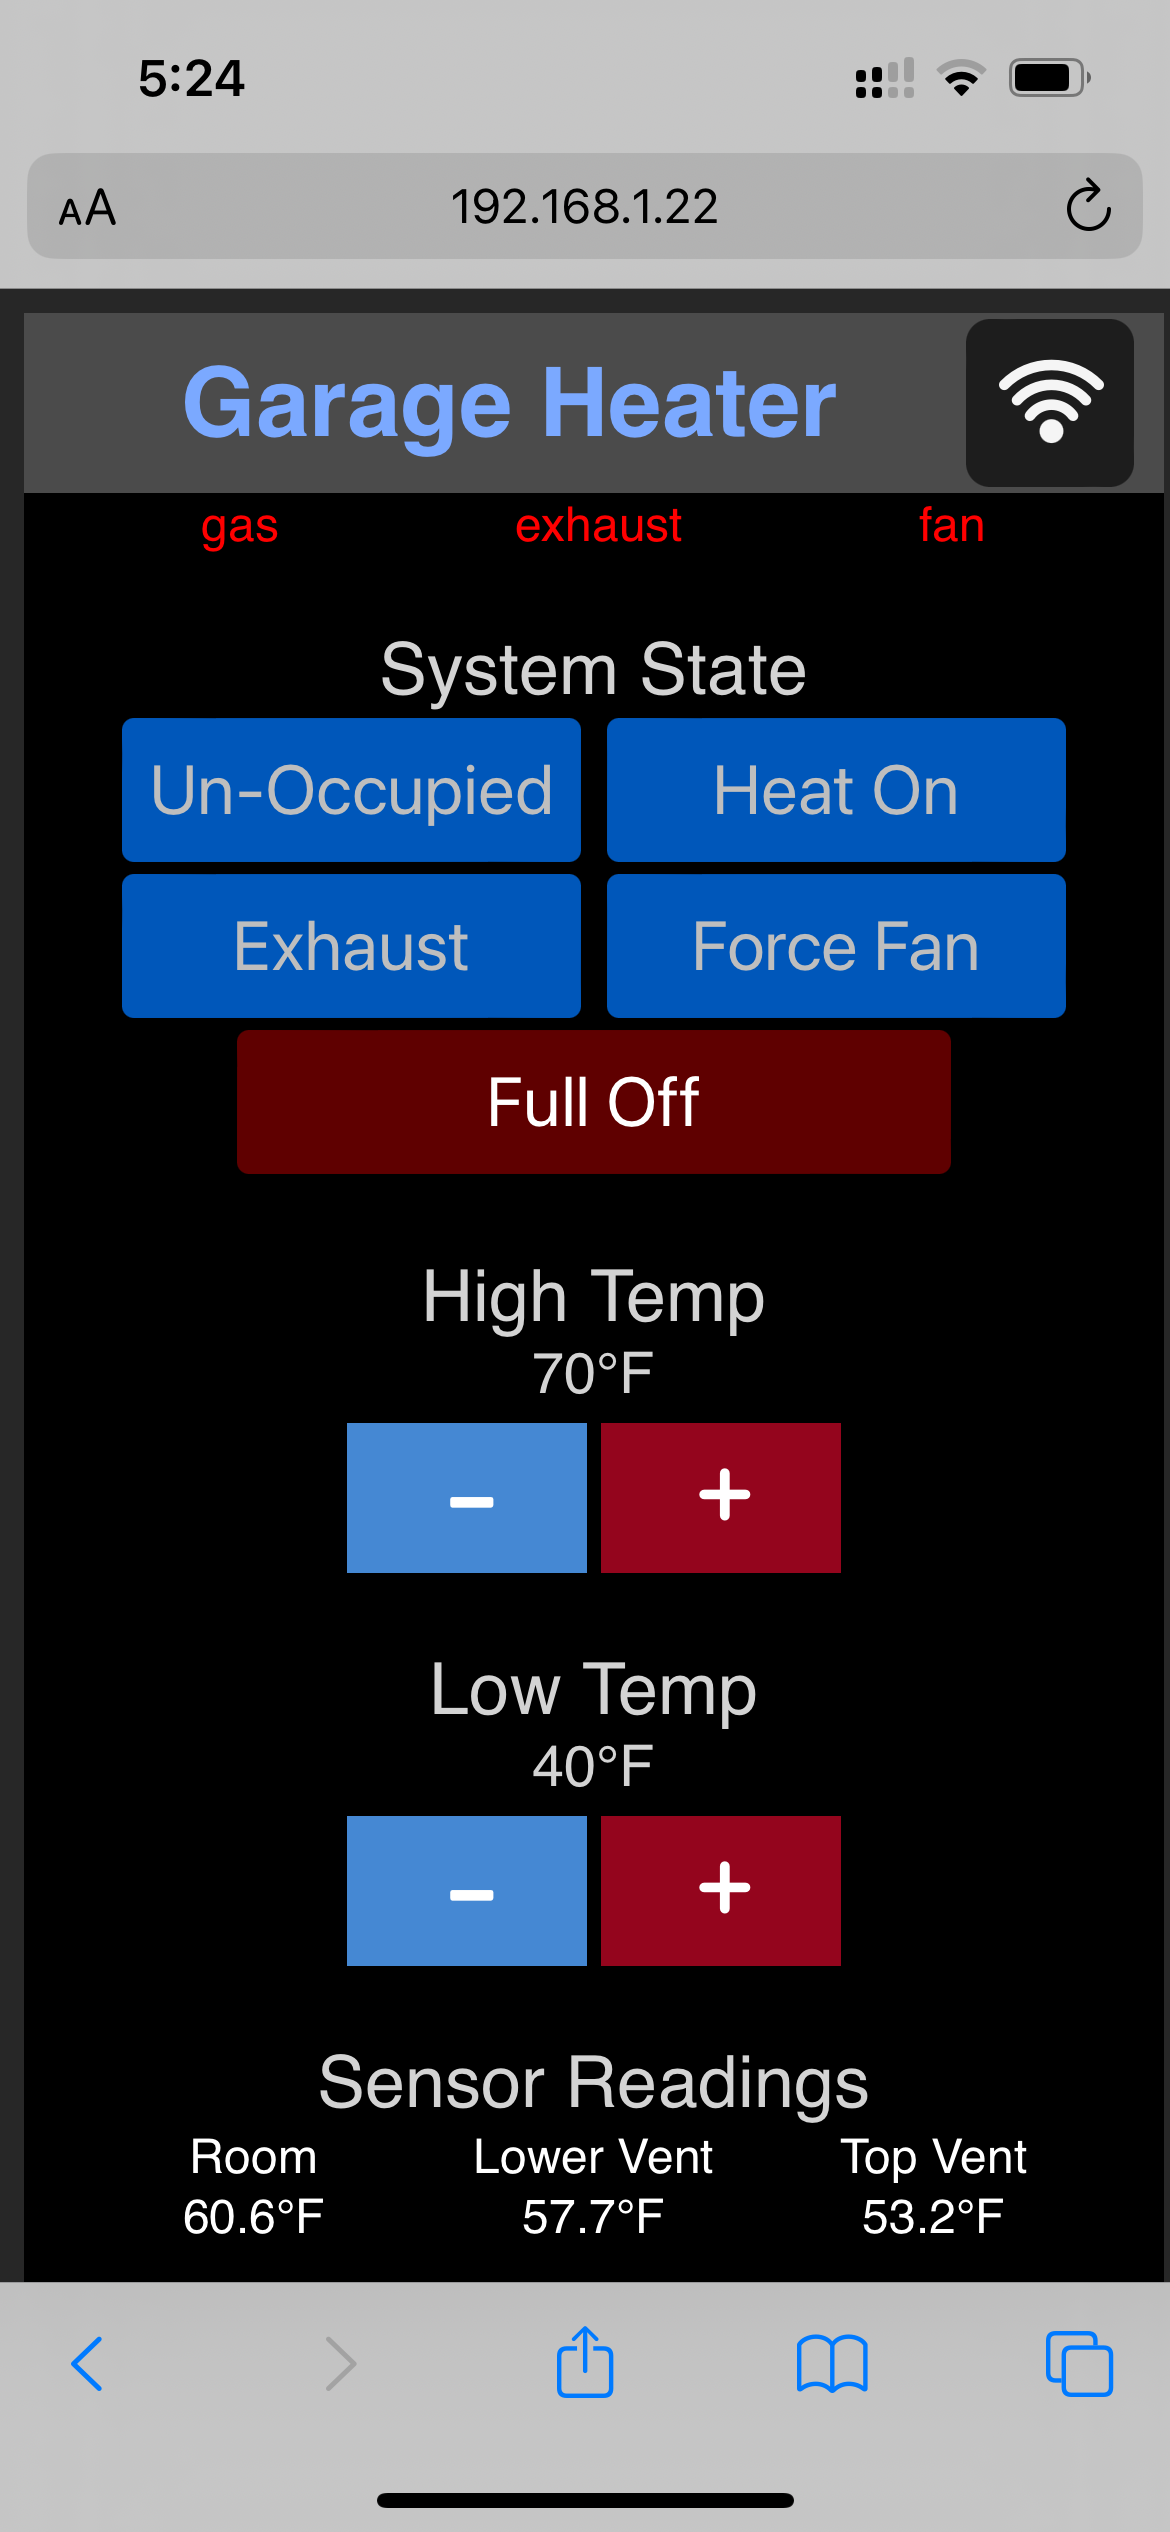 5:24
AA 192.168.1.22
Garage Heater
gas exhaust fan
System State
Un-Occupied Heat On
Exhaust Force Fan
Full Off
High Temp
70°F
- +
Low Temp
40°F
- +
Sensor Readings
Room Lower Vent Top Vent
60.6°F 57.7°F 53.2°F